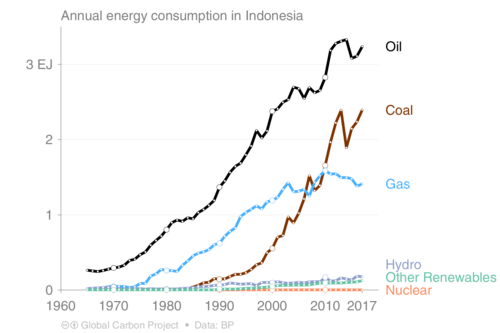 Annual energy consumption in Indonesia
Oil
3 EJ
Coal
2
Gas
1
Hydro
Other Renewables
0
Nuclear
1960 1970 1980 1990 2000 2010 2017
Global Carbon Project • Data: BP